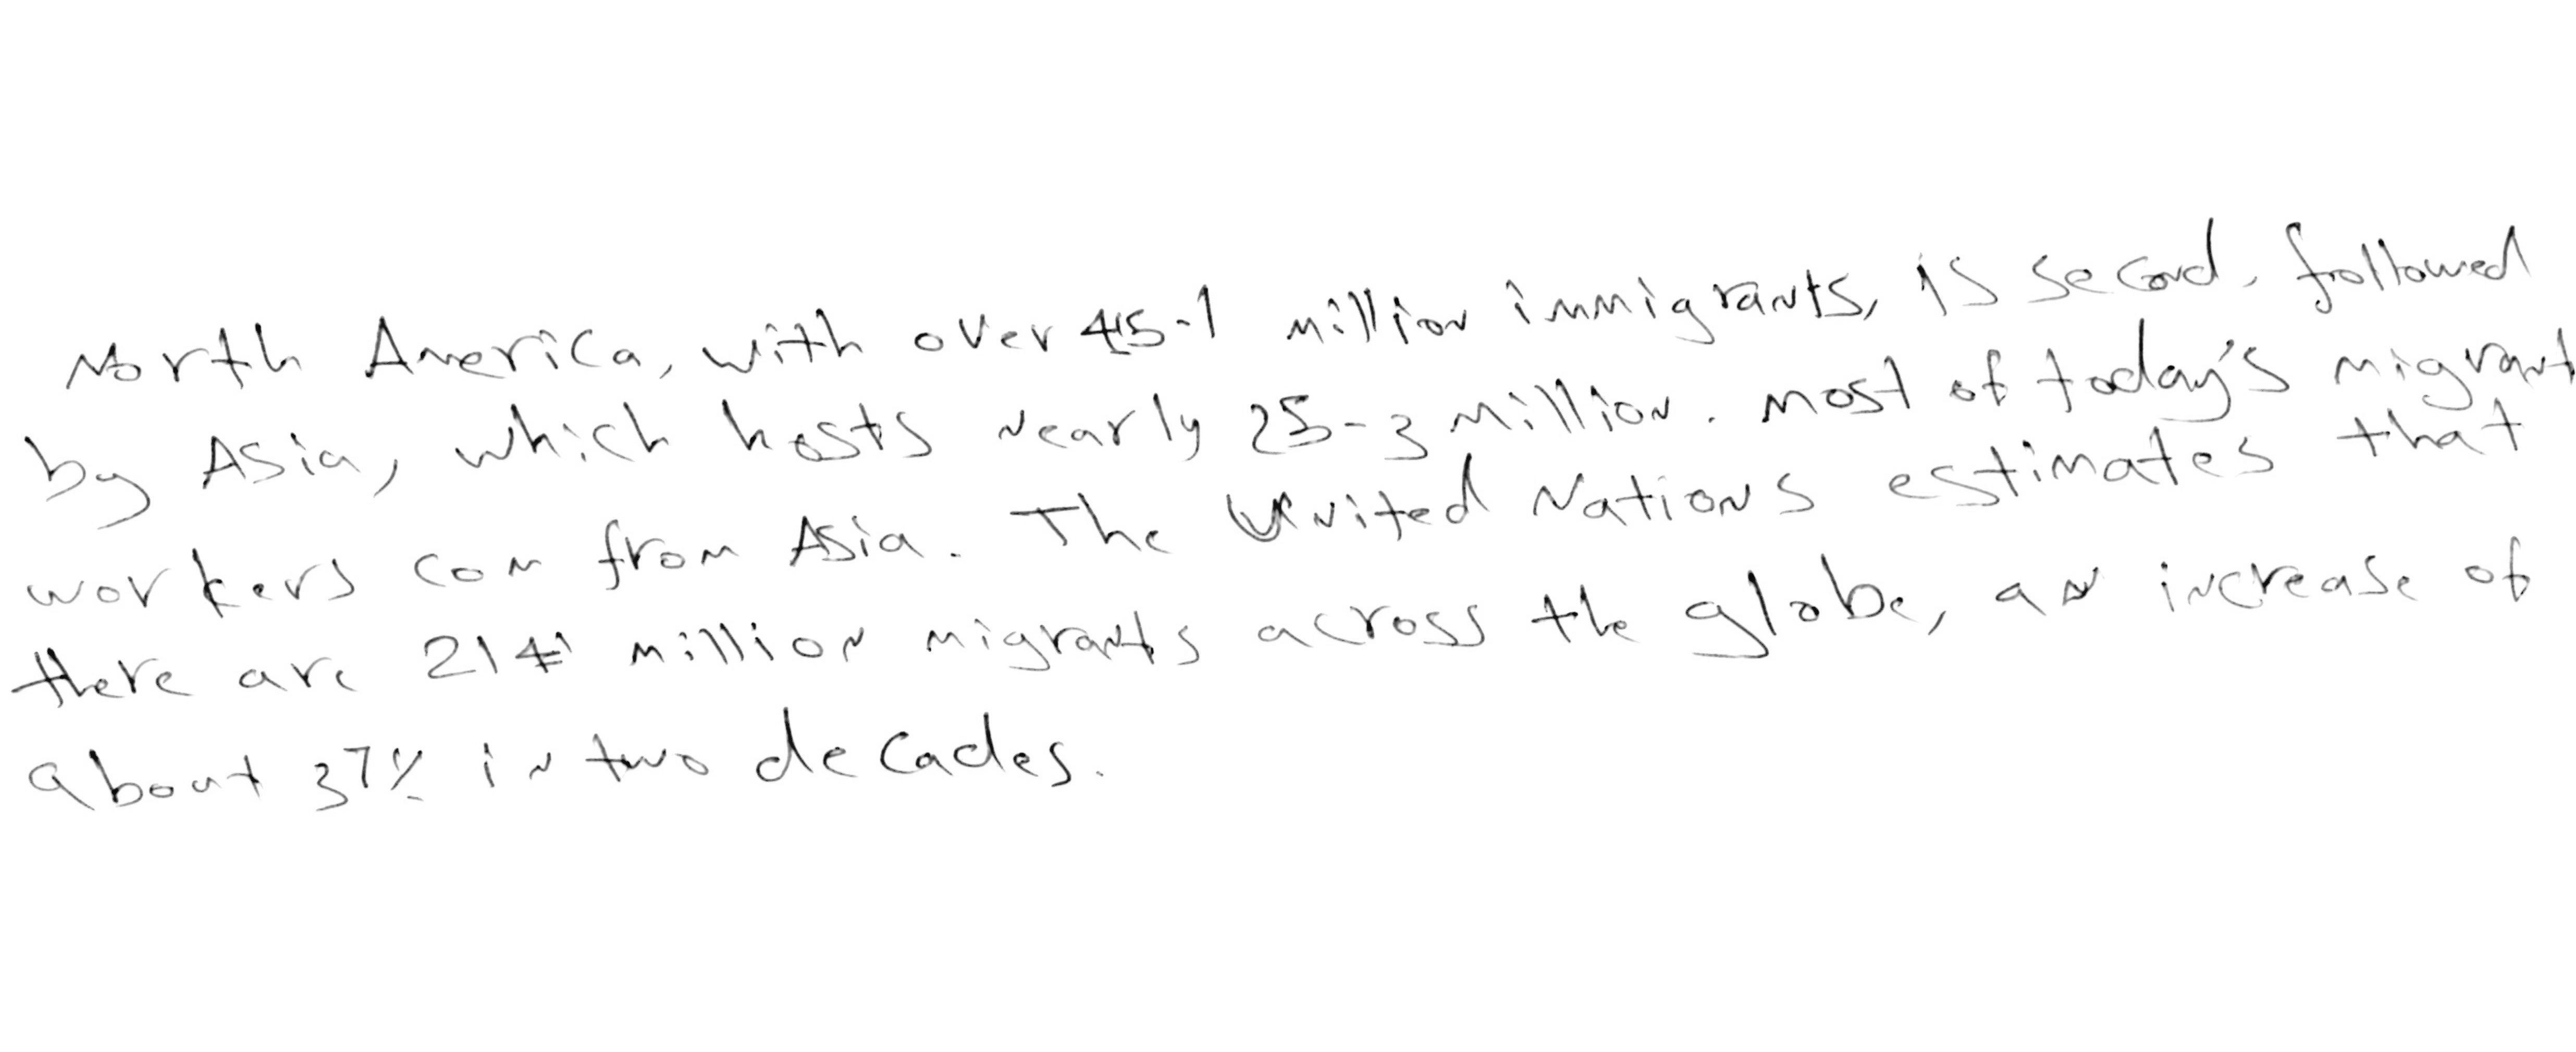 North America, with over 45-1 million immigrants, is second, followed
by Asia, which hosts nearly 25-3 million. most of today's migrant
workers com from Asia. The United Nations estimates that
there are 214 million migrants across the globe, an increase of
about 37% in two decades.